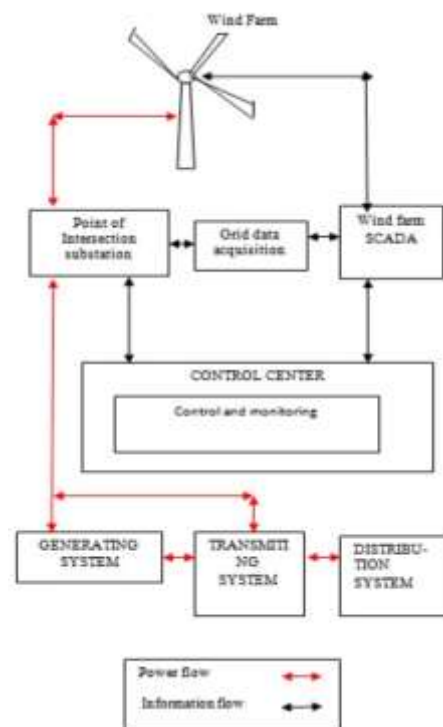 Wind Farm
Point of
Intersection
substation
Grid data
acquisition
Wind farm
SCADA
CONTROL CENTER
Control and monitoring
GENERATING
SYSTEM
TRANSMITI
NG
SYSTEM
DISTRIBU-
TION
SYSTEM
Power flow
Information flow